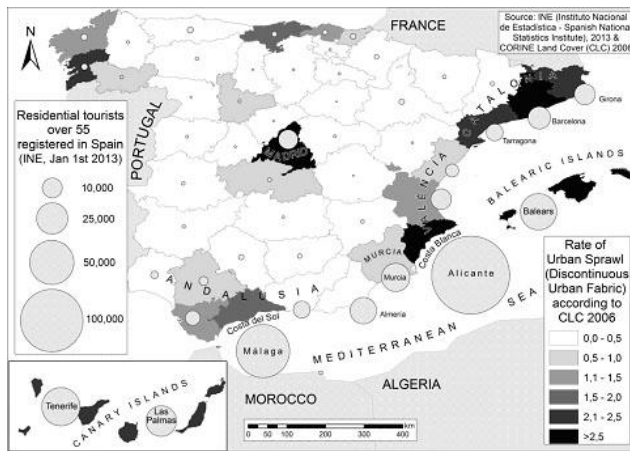 FRANCE
Source: INE (Instituto Nacional
de Estadística - Spanish National
Statistics Institute), 2013 &
CORINE Land Cover (CLC) 2006
N
Residential tourists
over 55
registered in Spain
(INE, Jan 1st 2013)
10,000
25,000
50,000
100,000
PORTUGAL
MADRID
CATALONIA
Girona
Barcelona
Tarragona
BALEARIC ISLANDS
Balears
VALENCIA
Costa Blanca
Alicante
MURCIA
Murcia
ANDALUSIA
Costa del Sol
Almería
Málaga
MEDITERRANEAN SEA
ALGERIA
MOROCCO
Rate of
Urban Sprawl
(Discontinuous
Urban Fabric)
according to
CLC 2006
0,0 - 0,5
0,5 - 1,0
1,1 - 1,5
1,5 - 2,0
2,1 - 2,5
>2,5
Tenerife
Las
Palmas
CANARY ISLANDS
0 50 100 200 300 400
km